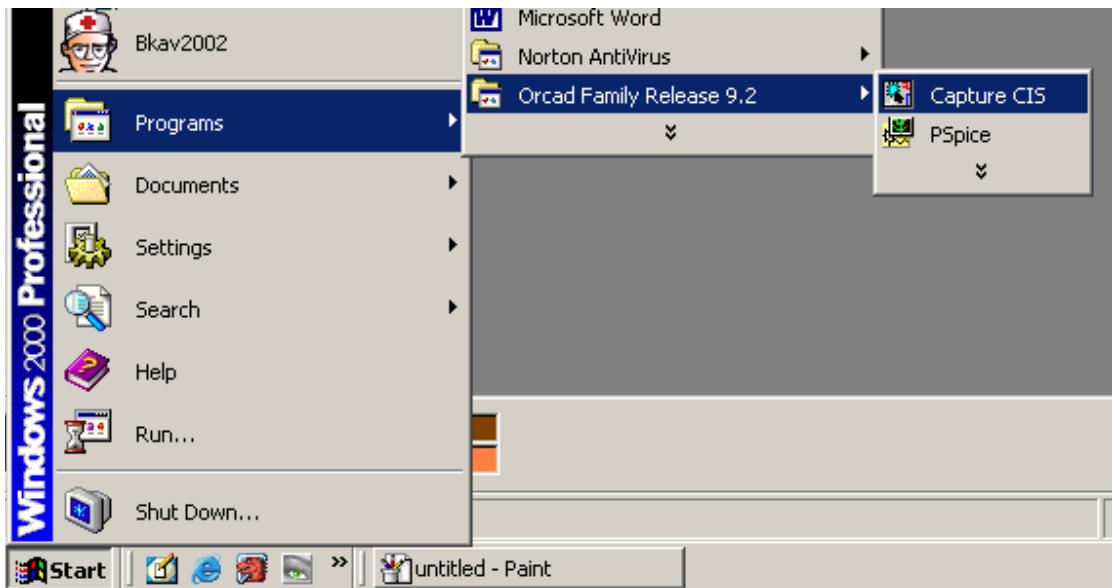 Bkav2002
Programs
Documents
Settings
Search
Help
Run...
Shut Down...
Windows 2000 Professional
Microsoft Word
Norton AntiVirus
Orcad Family Release 9.2
Capture CIS
PSpice
Start
»
untitled - Paint